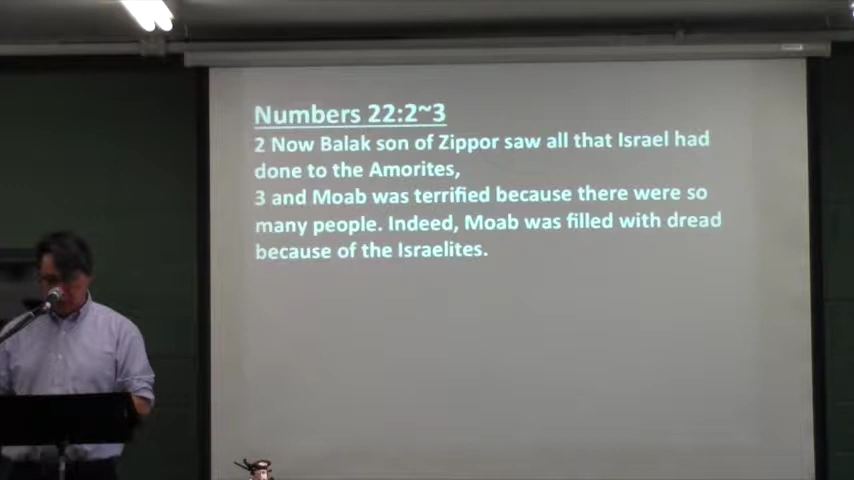 Numbers 22:2~3
2 Now Balak son of Zippor saw all that Israel had
done to the Amorites,
3 and Moab was terrified because there were so
many people. Indeed, Moab was filled with dread
because of the Israelites.